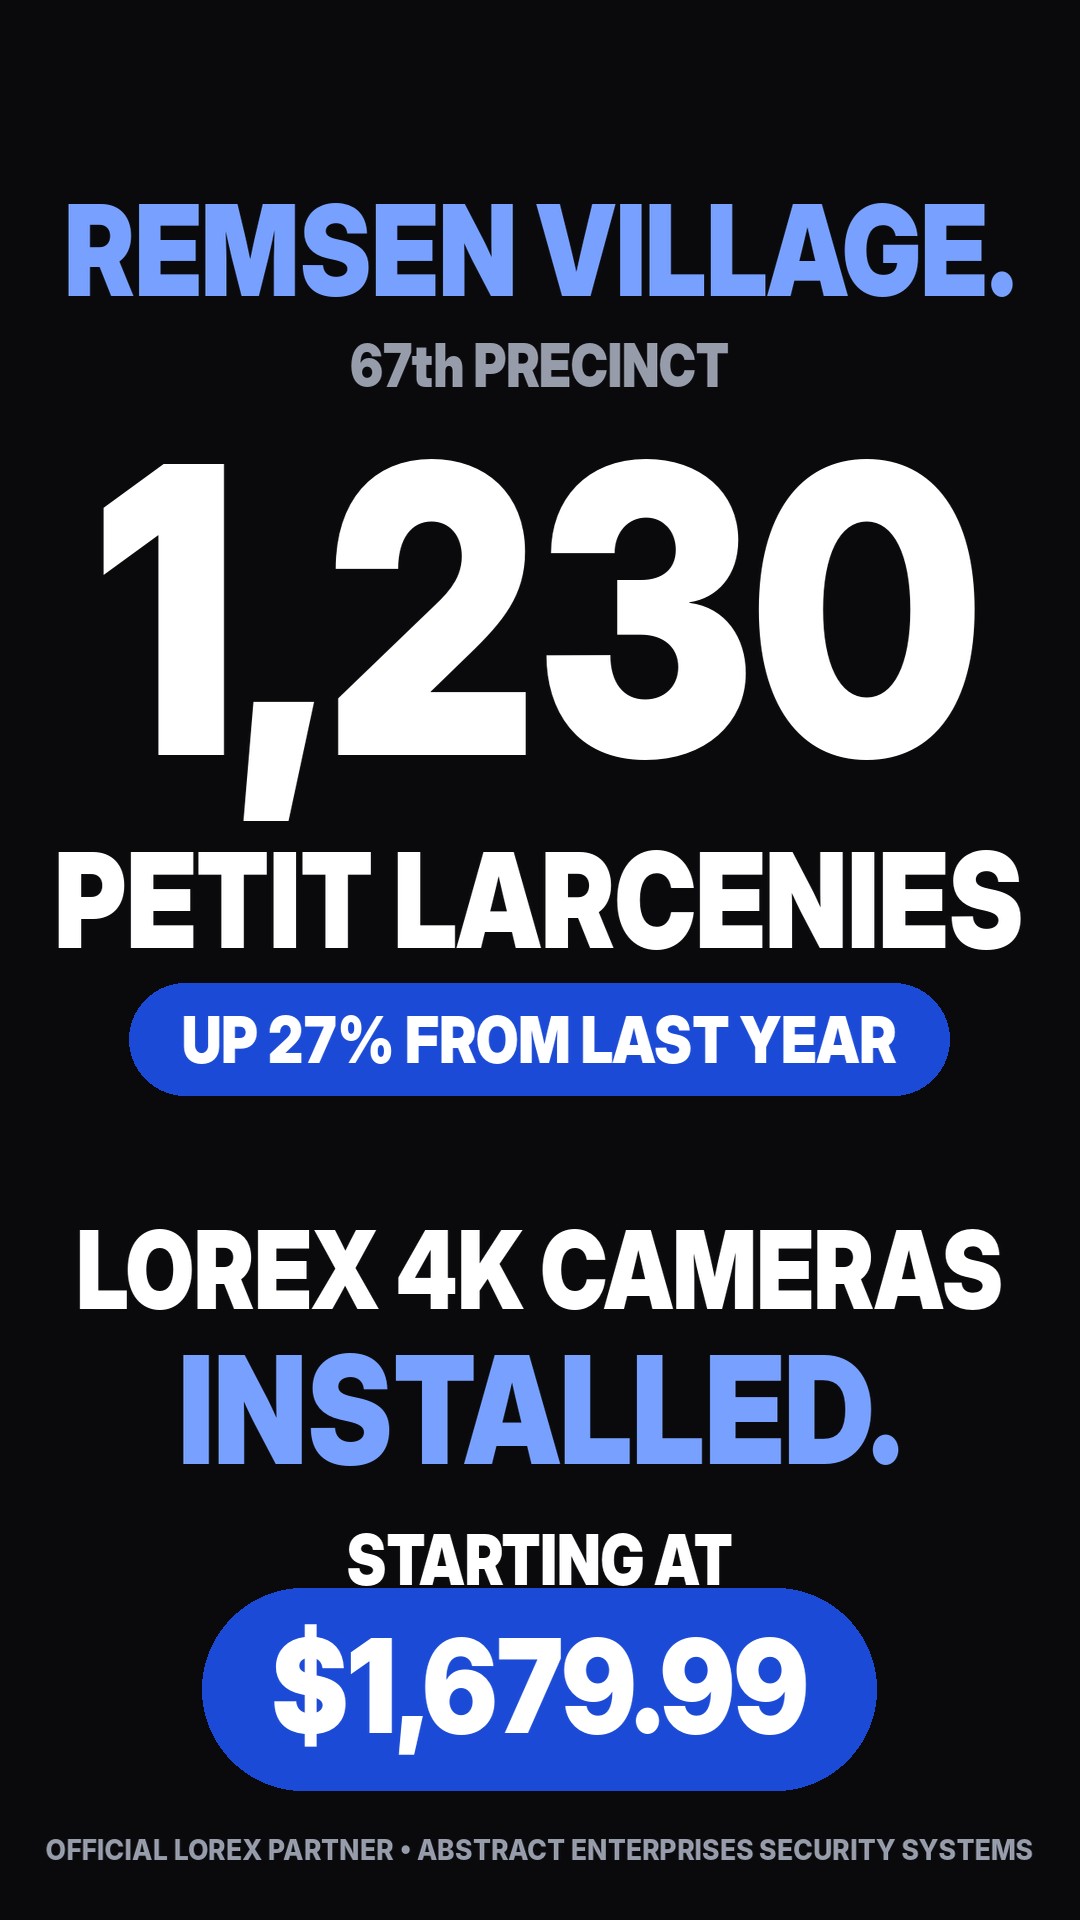 REMSEN VILLAGE.
67th PRECINCT
1,230
PETIT LARCENIES
UP 27% FROM LAST YEAR
LOREX 4K CAMERAS
INSTALLED.
STARTING AT
$1,679.99
OFFICIAL LOREX PARTNER • ABSTRACT ENTERPRISES SECURITY SYSTEMS